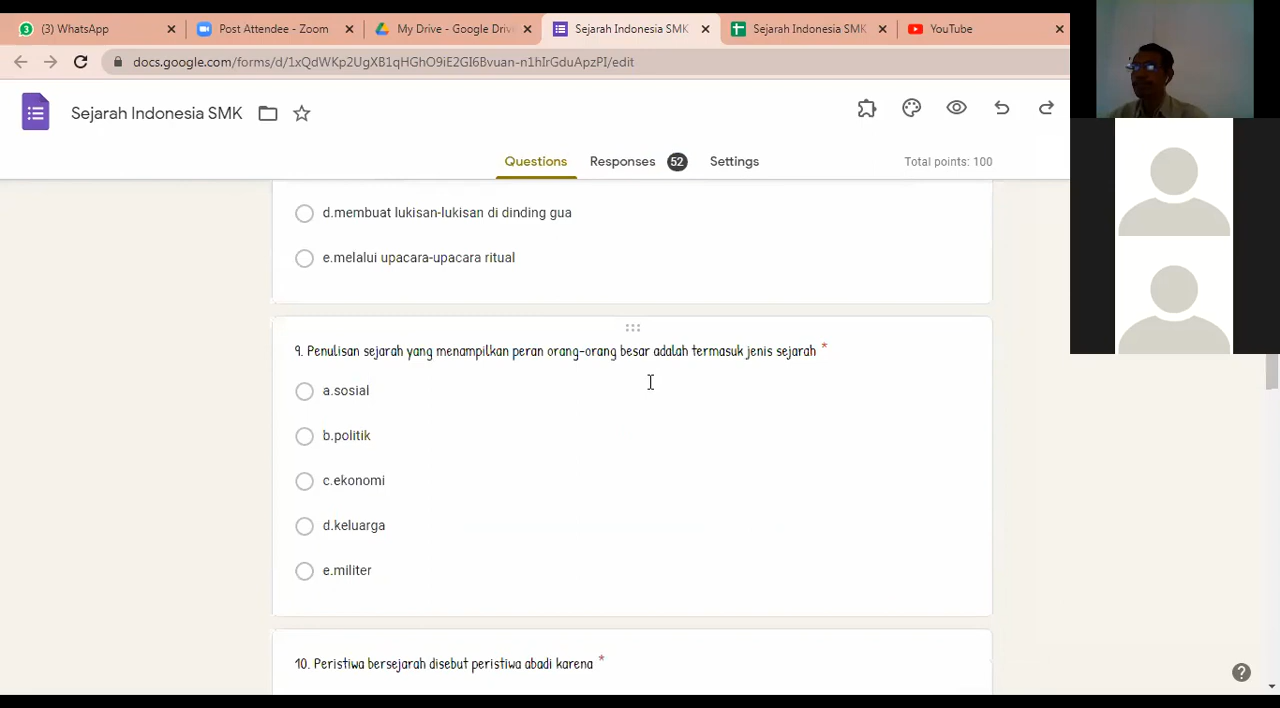 (3) WhatsApp
Post Attendee - Zoom
My Drive - Google Driv
Sejarah Indonesia SMK
Sejarah Indonesia SMK
YouTube
docs.google.com/forms/d/1xQdWKp2UgXB1qHGhO9iE2GI6Bvuan-n1hIrGduApzPI/edit
Sejarah Indonesia SMK
Questions
Responses 52
Settings
Total points: 100
d.membuat lukisan-lukisan di dinding gua
e.melalui upacara-upacara ritual
9. Penulisan sejarah yang menampilkan peran orang-orang besar adalah termasuk jenis sejarah *
a.sosial
b.politik
c.ekonomi
d.keluarga
e.militer
10. Peristiwa bersejarah disebut peristiwa abadi karena *